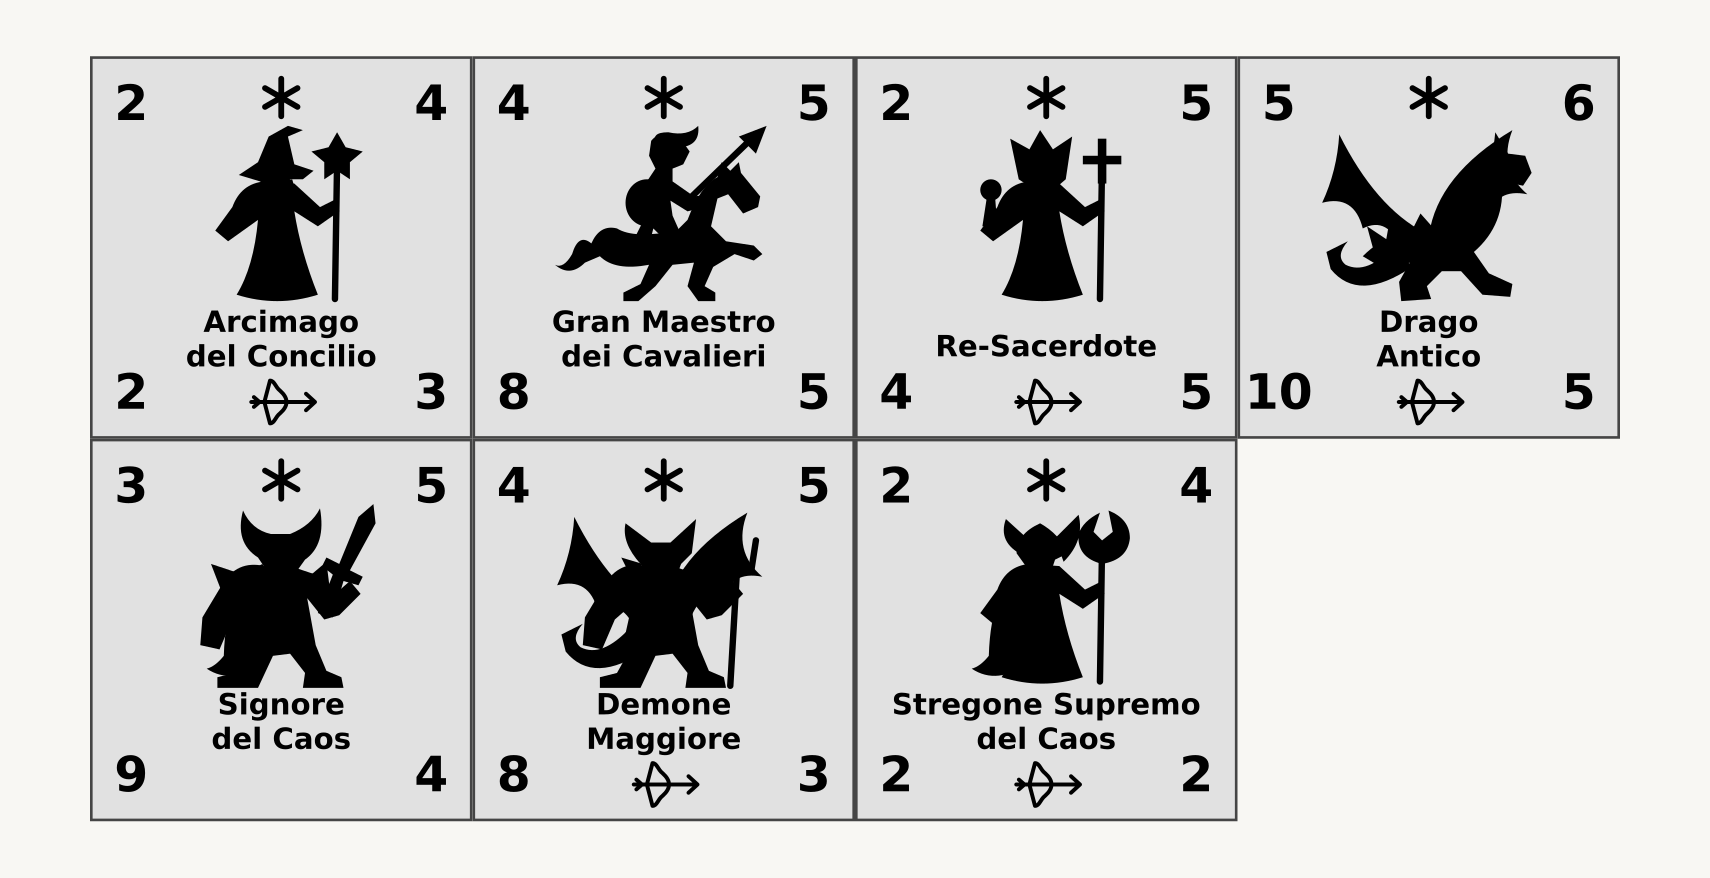 2 4
Arcimago
del Concilio
2 3
4 5
Gran Maestro
dei Cavalieri
8 5
2 5
Re-Sacerdote
4 5
5 6
Drago
Antico
10 5
3 5
Signore
del Caos
9 4
4 5
Demone
Maggiore
8 3
2 4
Stregone Supremo
del Caos
2 2